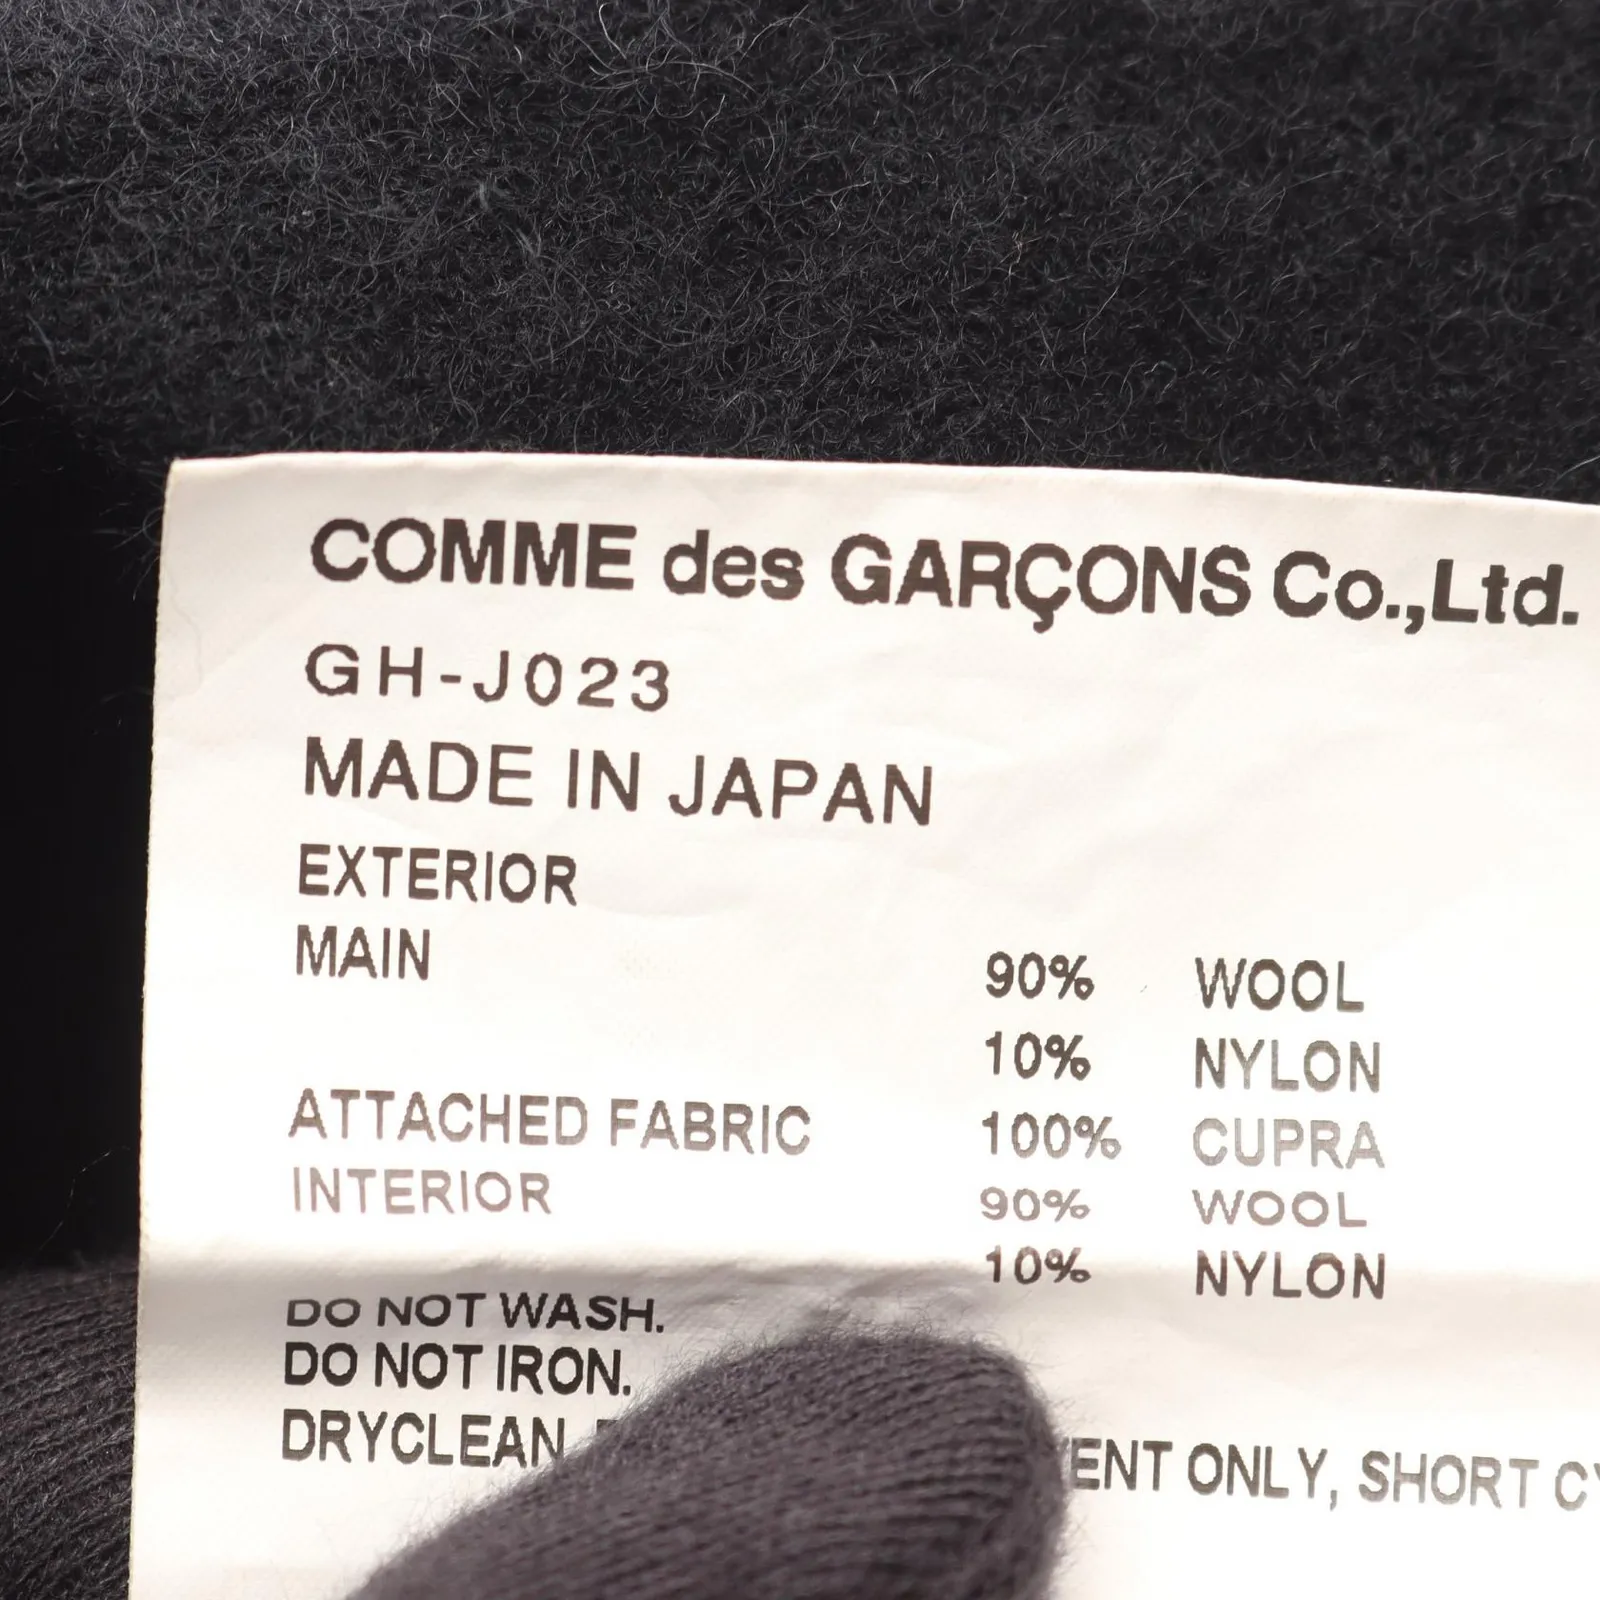 COMME des GARÇONS Co.,Ltd.
GH-J023
MADE IN JAPAN
EXTERIOR
MAIN 90% WOOL
10% NYLON
ATTACHED FABRIC 100% CUPRA
INTERIOR 90% WOOL
10% NYLON
DO NOT WASH.
DO NOT IRON.
DRYCLEAN ONLY, SHORT